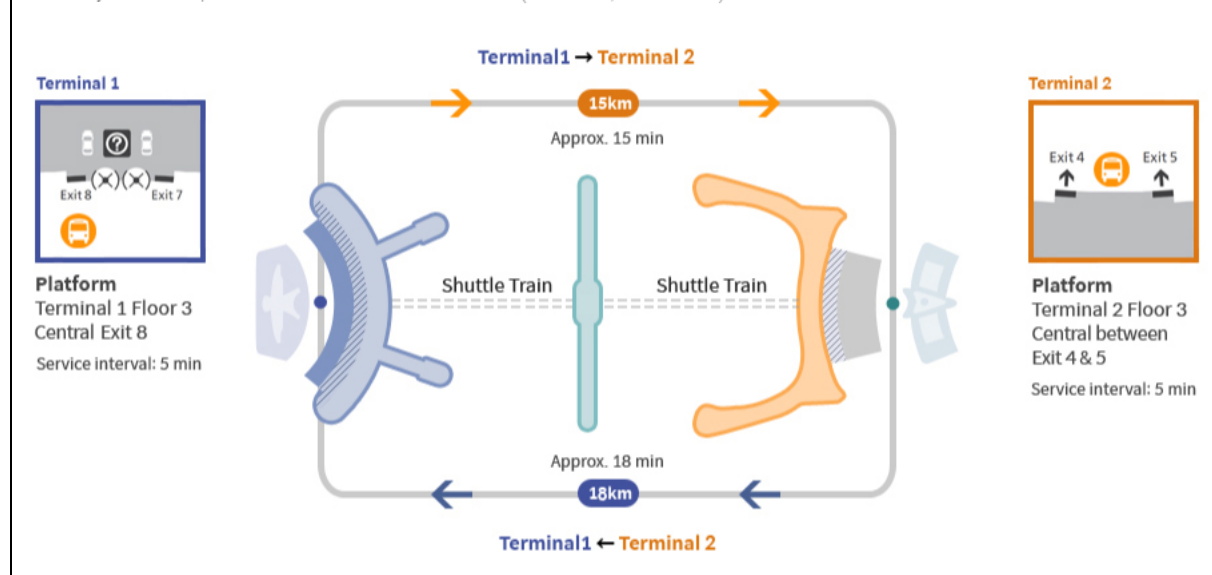 Terminal1 → Terminal 2
Terminal 1
15km
Approx. 15 min
Exit 8
Exit 7
Platform
Terminal 1 Floor 3
Central Exit 8
Service interval: 5 min
Shuttle Train
Shuttle Train
Terminal 2
Exit 4
Exit 5
Platform
Terminal 2 Floor 3
Central between
Exit 4 & 5
Service interval: 5 min
Approx. 18 min
18km
Terminal1 ← Terminal 2